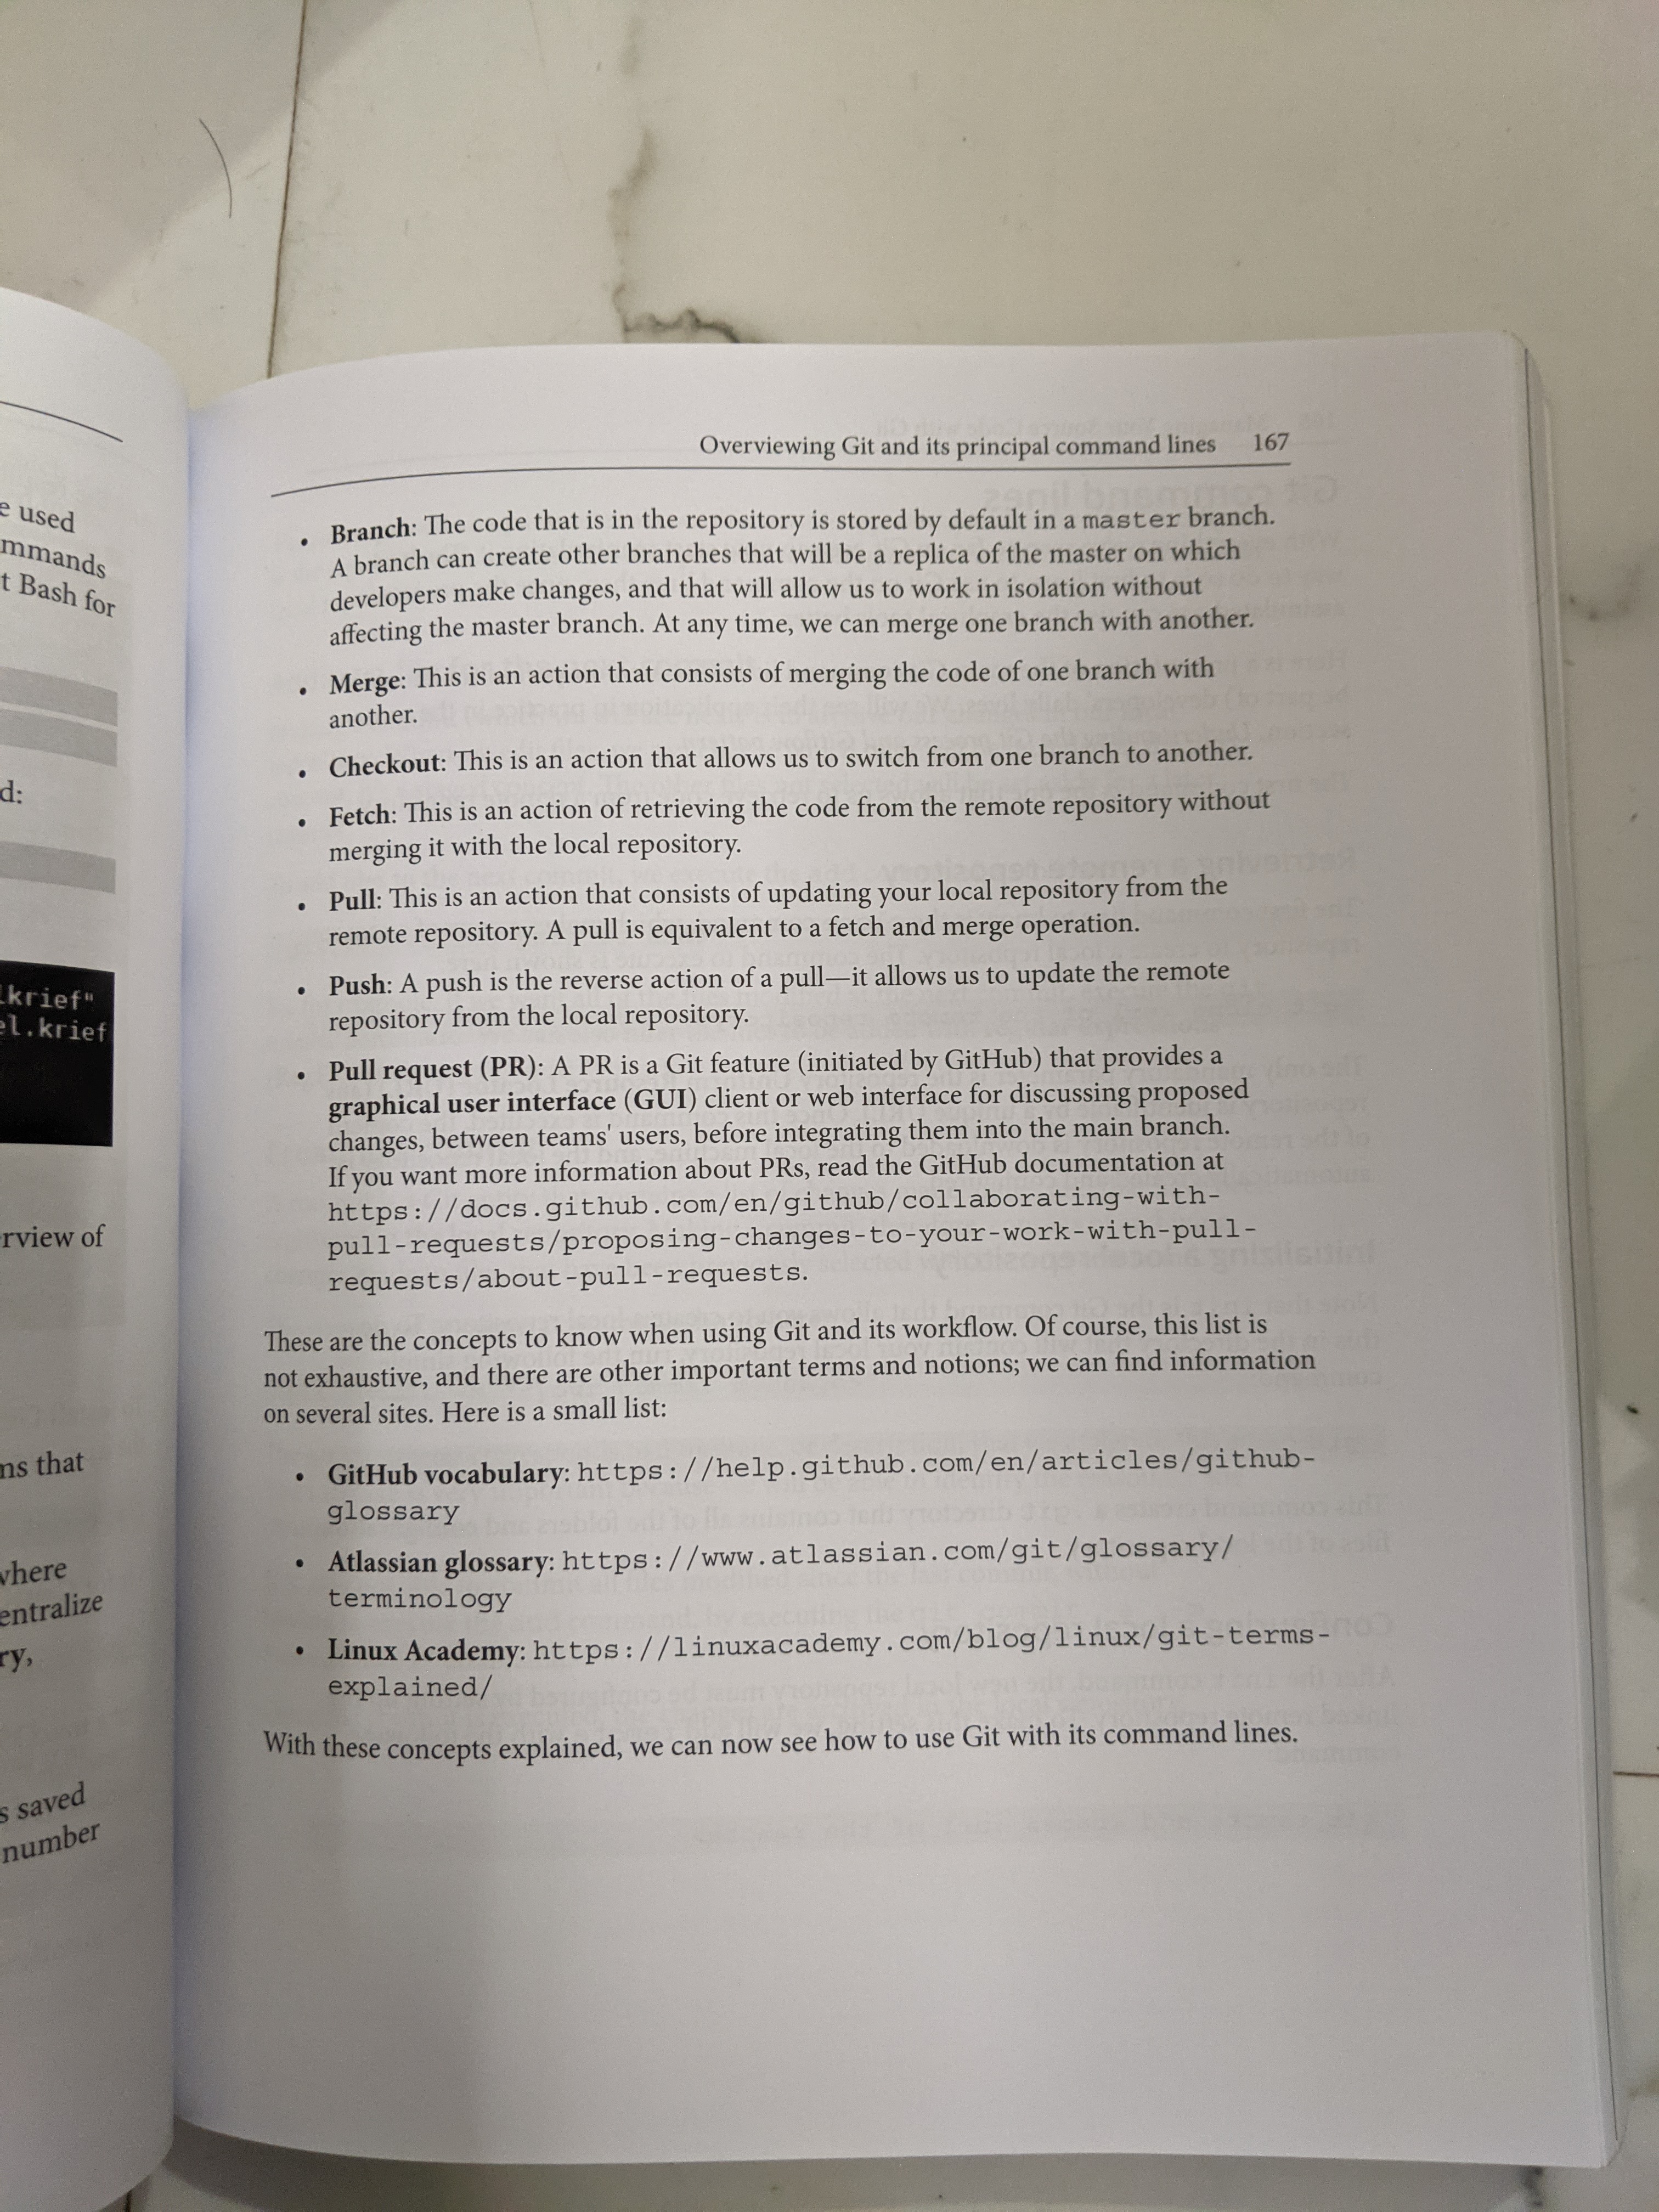 e used
mmands
t Bash for
d:
lkrief"
el.krief
rview of
ns that
where
entralize
ry,
s saved
number
Overviewing Git and its principal command lines 167
• Branch: The code that is in the repository is stored by default in a master branch.
A branch can create other branches that will be a replica of the master on which
developers make changes, and that will allow us to work in isolation without
affecting the master branch. At any time, we can merge one branch with another.
• Merge: This is an action that consists of merging the code of one branch with
another.
• Checkout: This is an action that allows us to switch from one branch to another.
• Fetch: This is an action of retrieving the code from the remote repository without
merging it with the local repository.
• Pull: This is an action that consists of updating your local repository from the
remote repository. A pull is equivalent to a fetch and merge operation.
• Push: A push is the reverse action of a pull—it allows us to update the remote
repository from the local repository.
• Pull request (PR): A PR is a Git feature (initiated by GitHub) that provides a
graphical user interface (GUI) client or web interface for discussing proposed
changes, between teams' users, before integrating them into the main branch.
If you want more information about PRs, read the GitHub documentation at
https://docs.github.com/en/github/collaborating-with-
pull-requests/proposing-changes-to-your-work-with-pull-
requests/about-pull-requests.
These are the concepts to know when using Git and its workflow. Of course, this list is
not exhaustive, and there are other important terms and notions; we can find information
on several sites. Here is a small list:
• GitHub vocabulary: https://help.github.com/en/articles/github-
glossary
• Atlassian glossary: https://www.atlassian.com/git/glossary/
terminology
• Linux Academy: https://linuxacademy.com/blog/linux/git-terms-
explained/
With these concepts explained, we can now see how to use Git with its command lines.